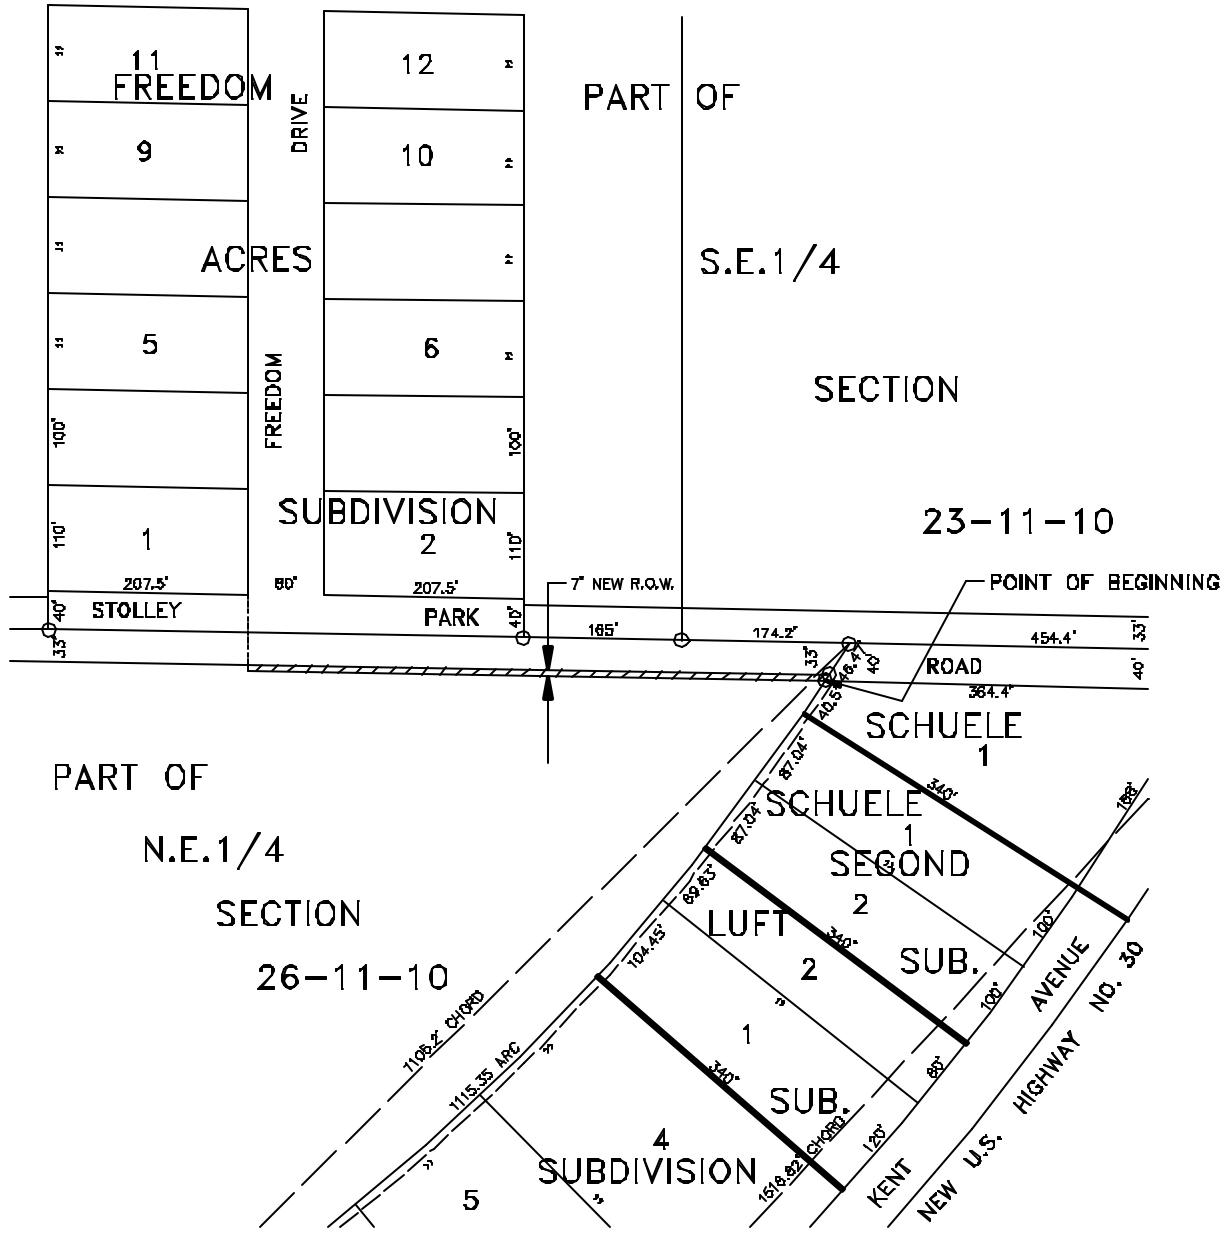 11
FREEDOM
DRIVE
12
PART OF
9
10
ACRES
S.E.1/4
5
6
FREEDOM
SECTION
100'
100'
SUBDIVISION
23-11-10
110'
1
2
110'
207.5'
80'
207.5'
7' NEW R.O.W.
POINT OF BEGINNING
40'
STOLLEY
PARK
40'
165'
174.2'
454.4'
33'
33'
33'
46.47'
40'
ROAD
40'
364.4'
40.5'
SCHUELE
1
PART OF
87.04'
340'
188'
SCHUELE
87.04'
1
N.E.1/4
SECOND
"
69.63'
2
SECTION
LUFT
340'
100'
104.45'
SUB.
2
26-11-10
AVENUE
100'
"
NEW U.S. HIGHWAY NO. 30
1105.2' CHORD
1
1115.35 ARC
"
340'
80'
SUB.
4
120'
1518.82' CHORD.
"
SUBDIVISION
KENT
5
"